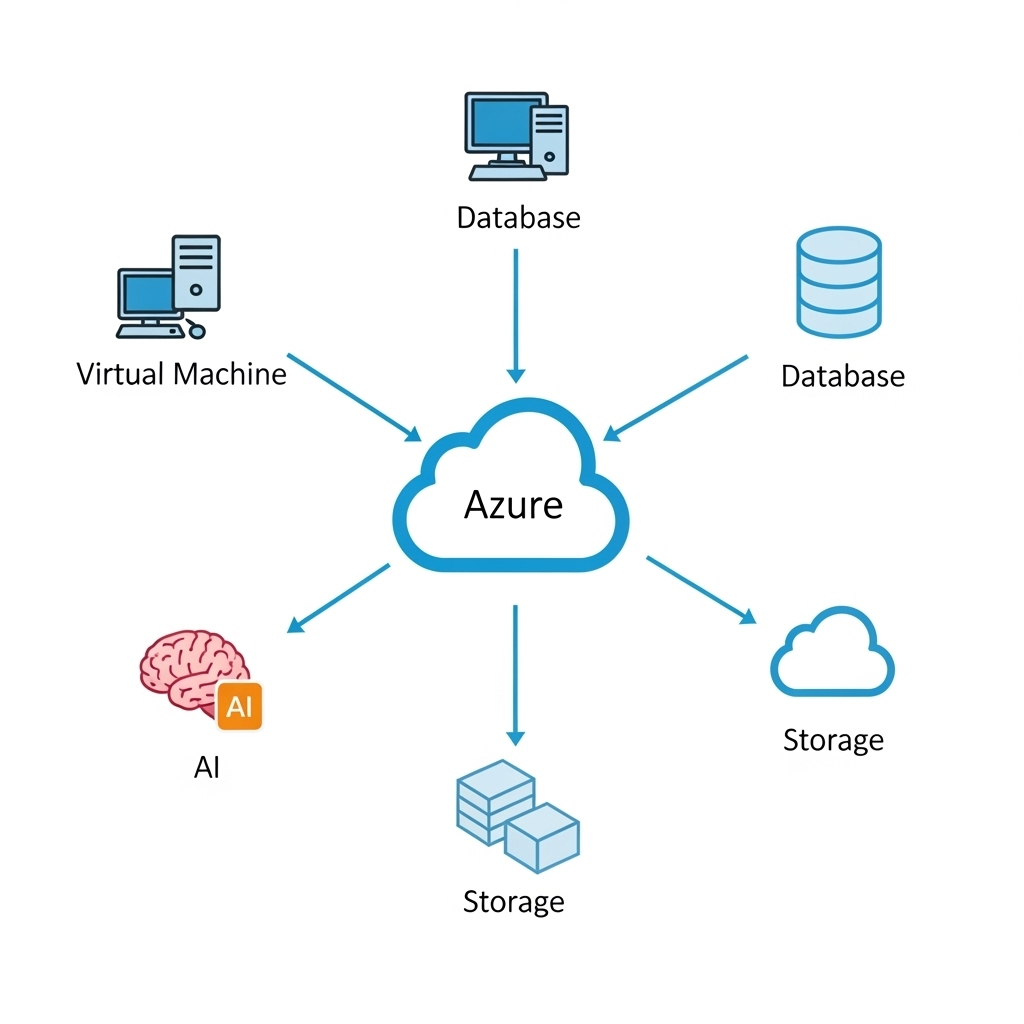 Database
Virtual Machine
Database
Azure
AI
AI
Storage
Storage